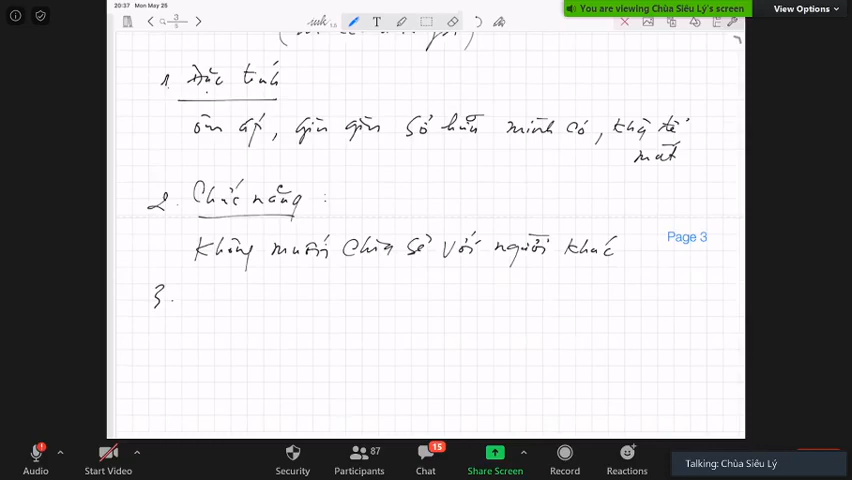 20:37 Mon May 25
You are viewing Chùa Siêu Lý's screen
View Options
3
5
T
1. Đặc tính
ôm ấp, gìn giữ sở hữu mình có,
mất
2. Chức năng :
Không muốn chia sẻ với người khác
Page 3
3.
Audio
Start Video
Security
87
Participants
15
Chat
Share Screen
Record
Reactions
Talking: Chùa Siêu Lý